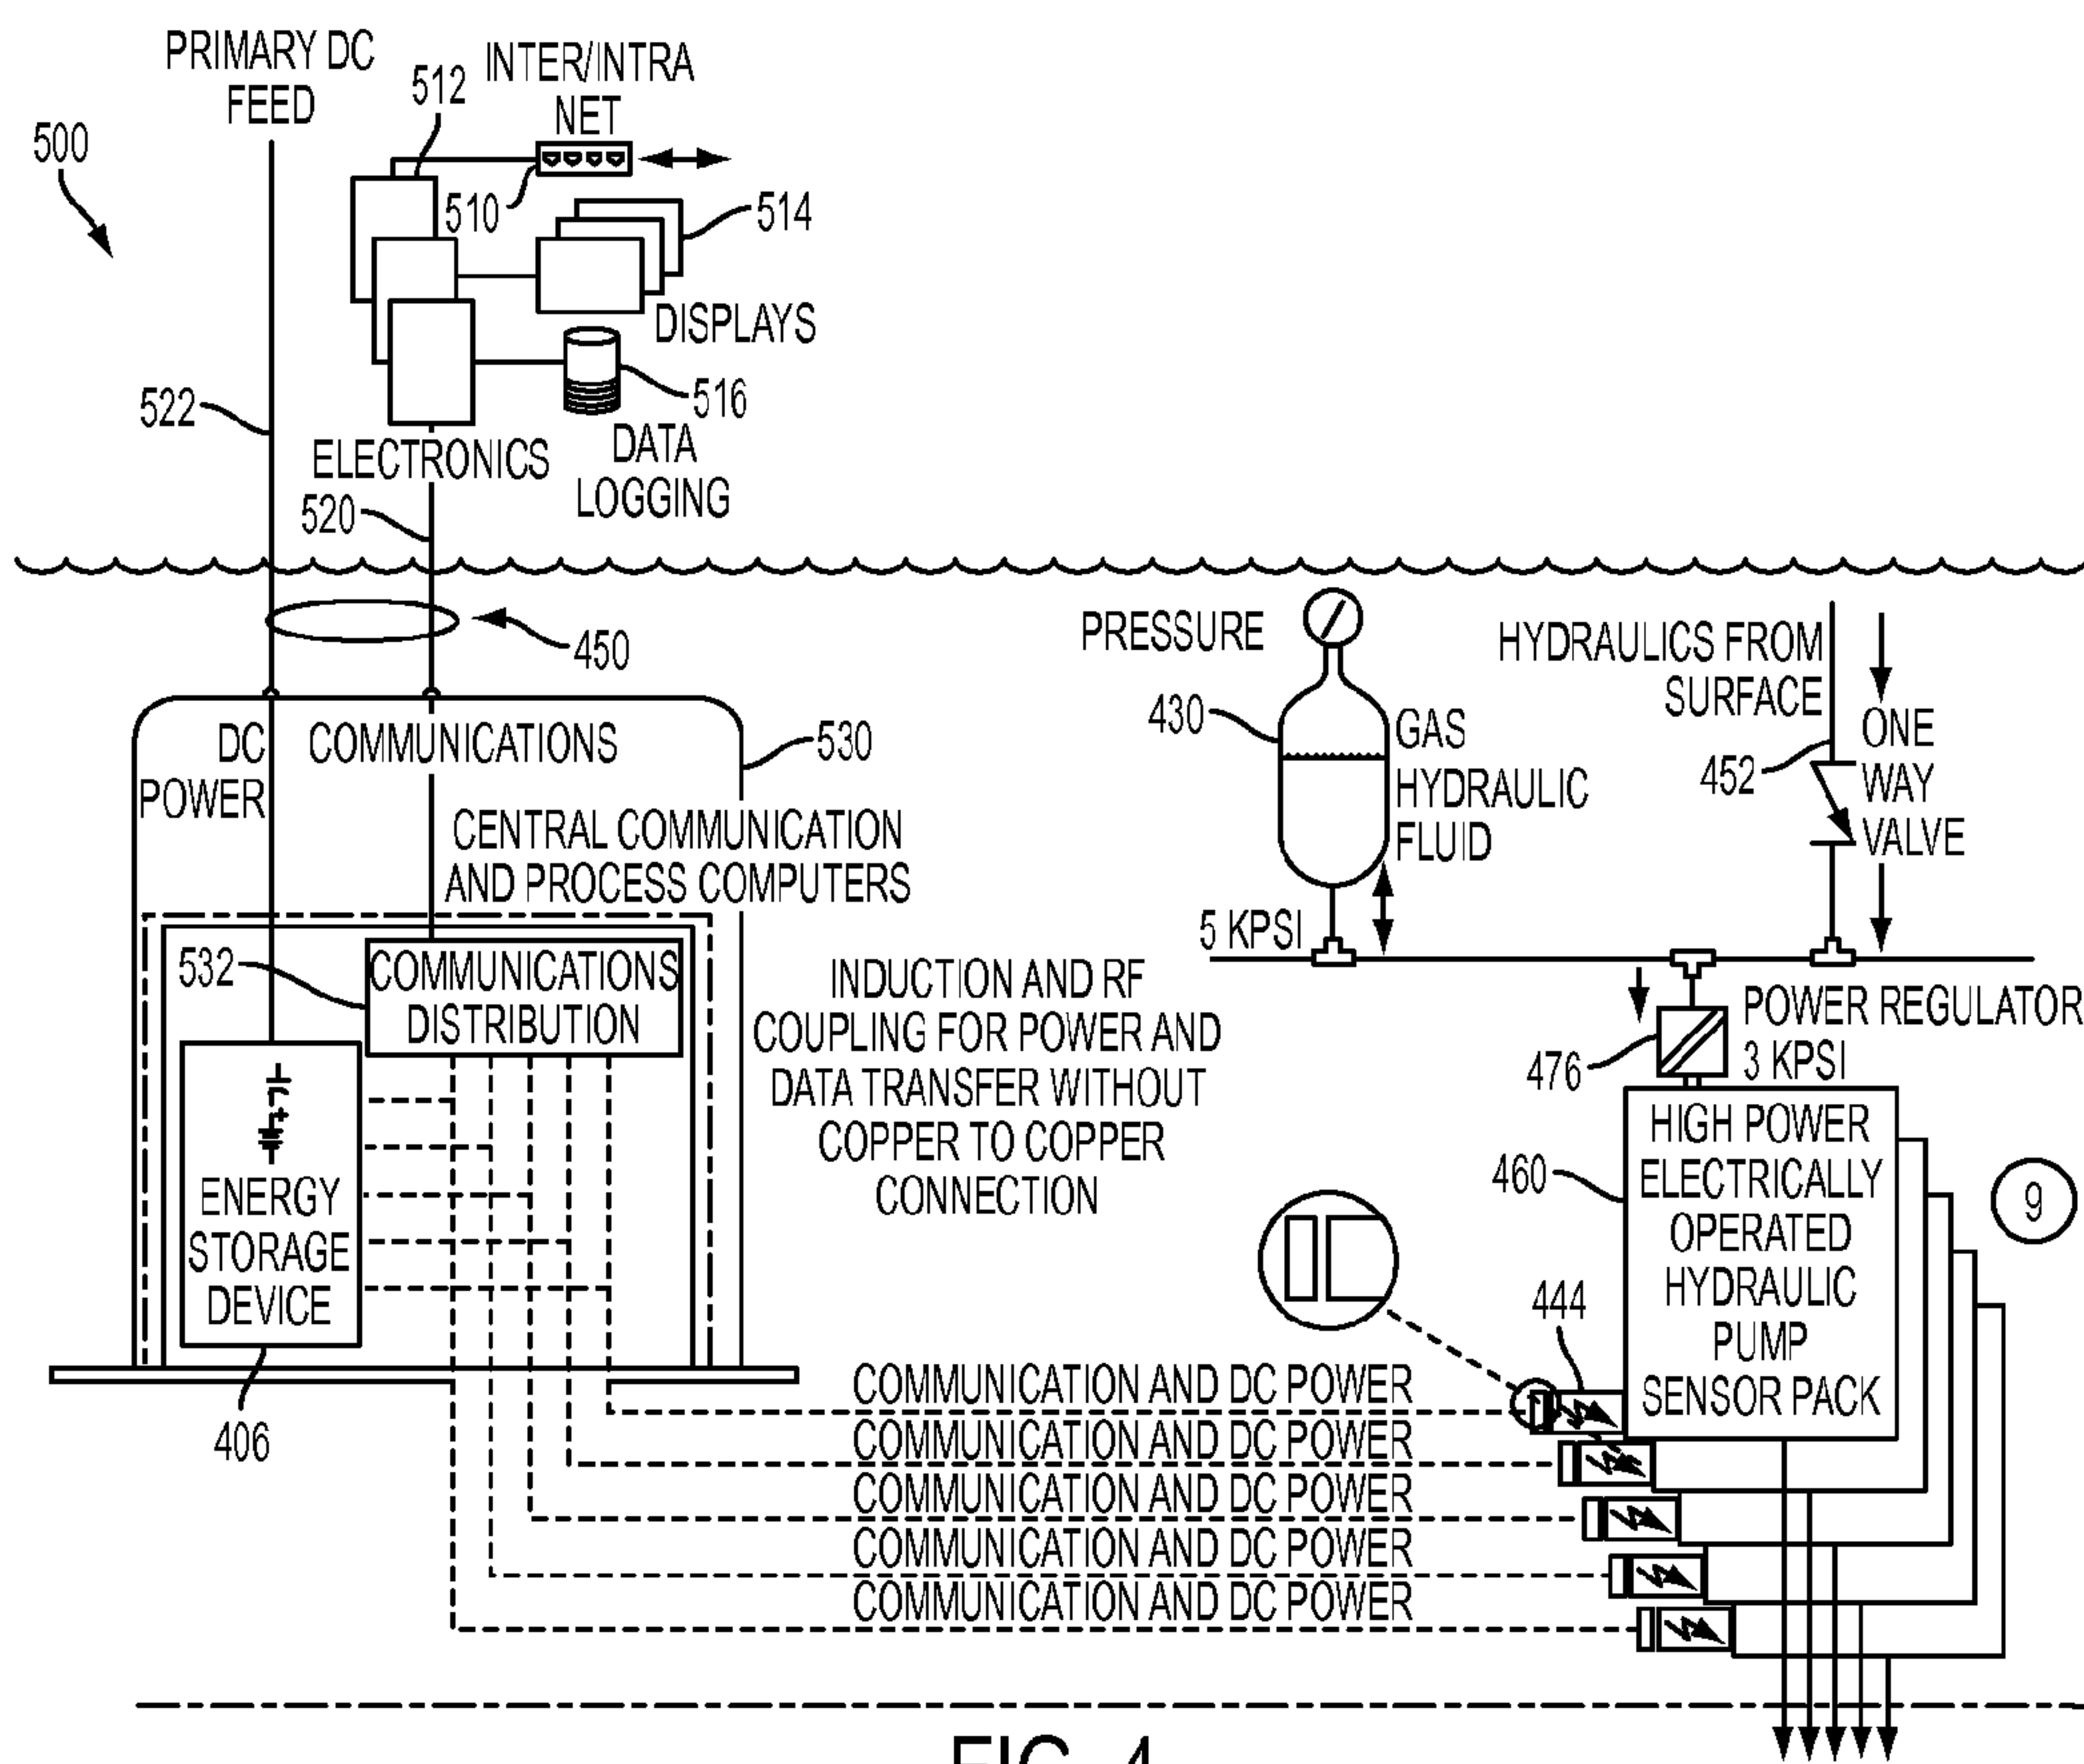 PRIMARY DC
FEED
500
512
INTER/INTRA
NET
510
514
DISPLAYS
522
516
ELECTRONICS
DATA
LOGGING
520
450
PRESSURE
HYDRAULICS FROM
SURFACE
430
GAS
HYDRAULIC
FLUID
452
ONE
WAY
VALVE
DC
POWER
COMMUNICATIONS
530
CENTRAL COMMUNICATION
AND PROCESS COMPUTERS
5 KPSI
532
COMMUNICATIONS
DISTRIBUTION
INDUCTION AND RF
COUPLING FOR POWER AND
DATA TRANSFER WITHOUT
COPPER TO COPPER
CONNECTION
POWER REGULATOR
3 KPSI
476
HIGH POWER
ELECTRICALLY
OPERATED
HYDRAULIC
PUMP
SENSOR PACK
460
9
444
ENERGY
STORAGE
DEVICE
406
COMMUNICATION AND DC POWER
COMMUNICATION AND DC POWER
COMMUNICATION AND DC POWER
COMMUNICATION AND DC POWER
COMMUNICATION AND DC POWER
FIG. 4